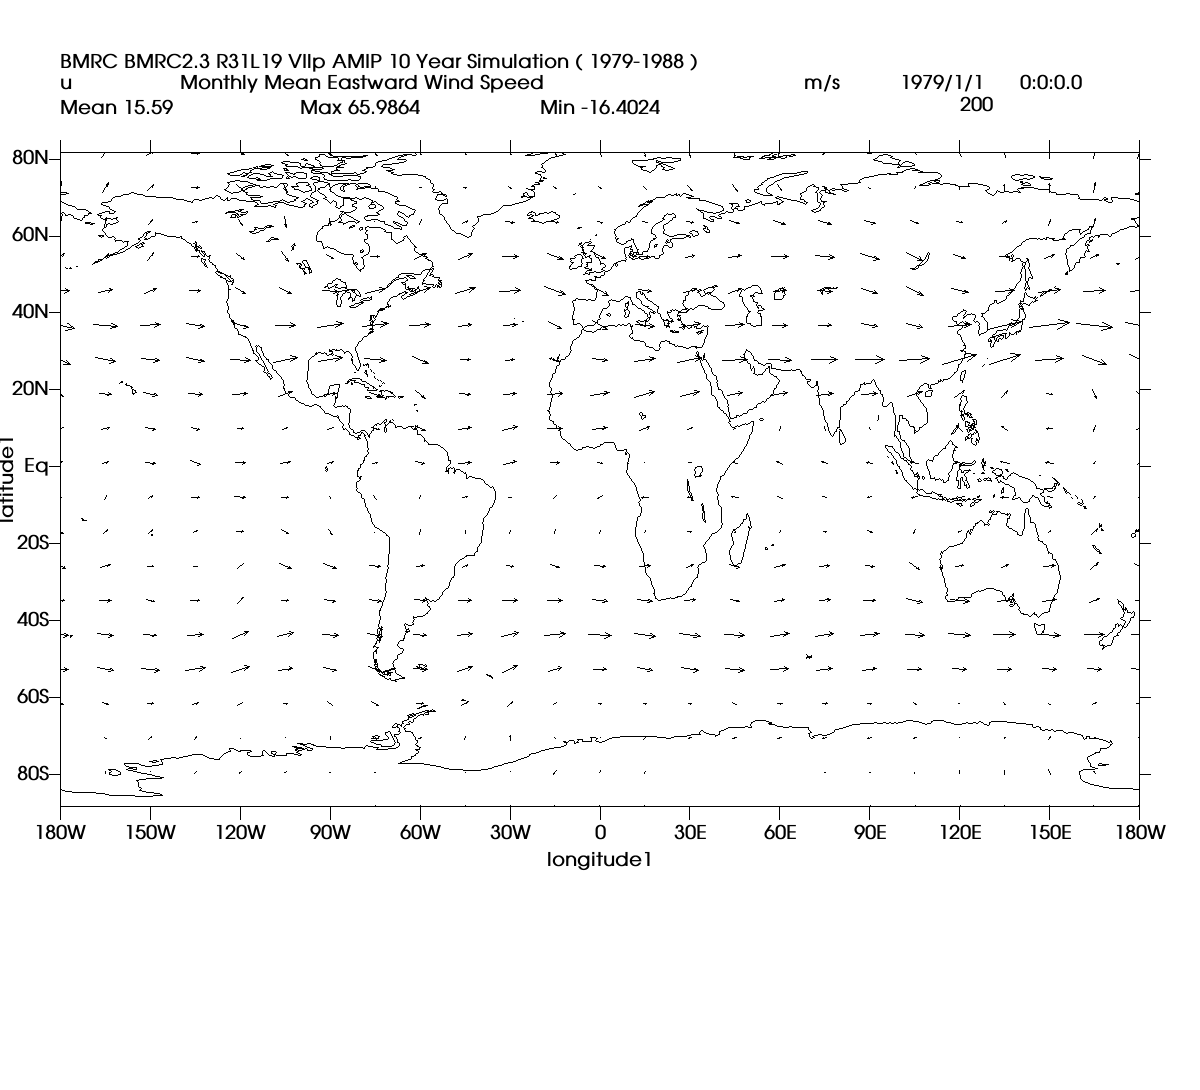 BMRC BMRC2.3 R31L19 VIIp AMIP 10 Year Simulation ( 1979-1988 )
u Monthly Mean Eastward Wind Speed m/s 1979/1/1 0:0:0.0
Mean 15.59 Max 65.9864 Min -16.4024 200
80N
60N
40N
20N
Eq
20S
40S
60S
80S
latitude1
180W 150W 120W 90W 60W 30W 0 30E 60E 90E 120E 150E 180W
longitude1